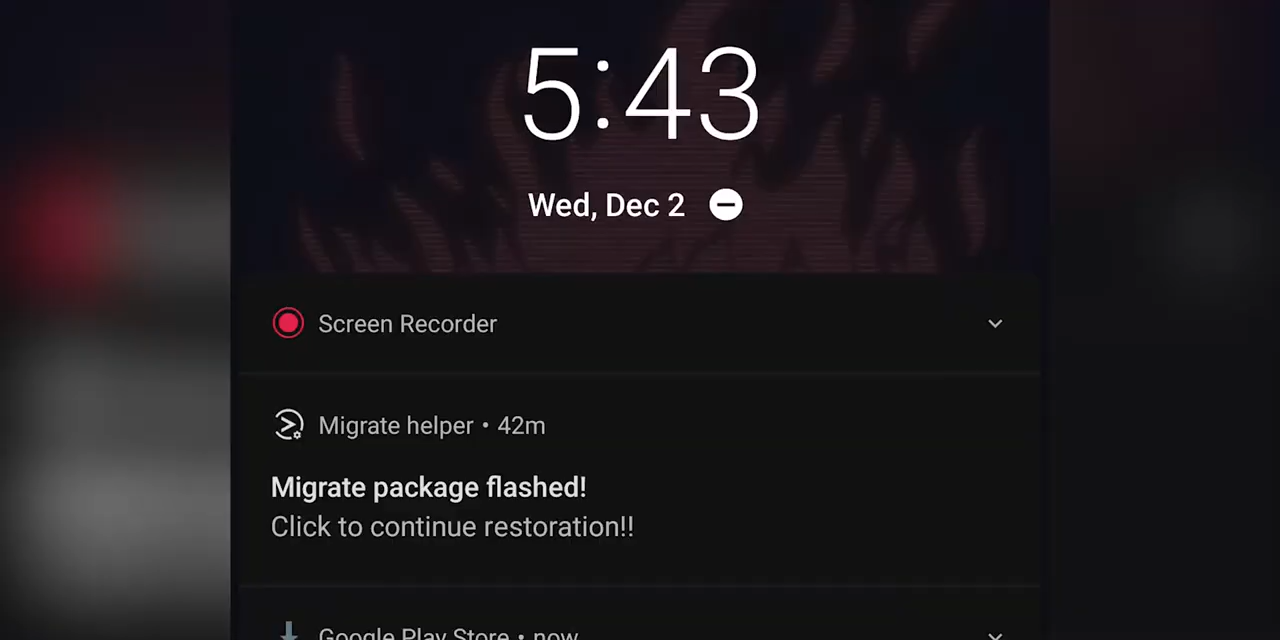 5:43
Wed, Dec 2
Screen Recorder
Migrate helper • 42m
Migrate package flashed!
Click to continue restoration!!
Google Play Store • now